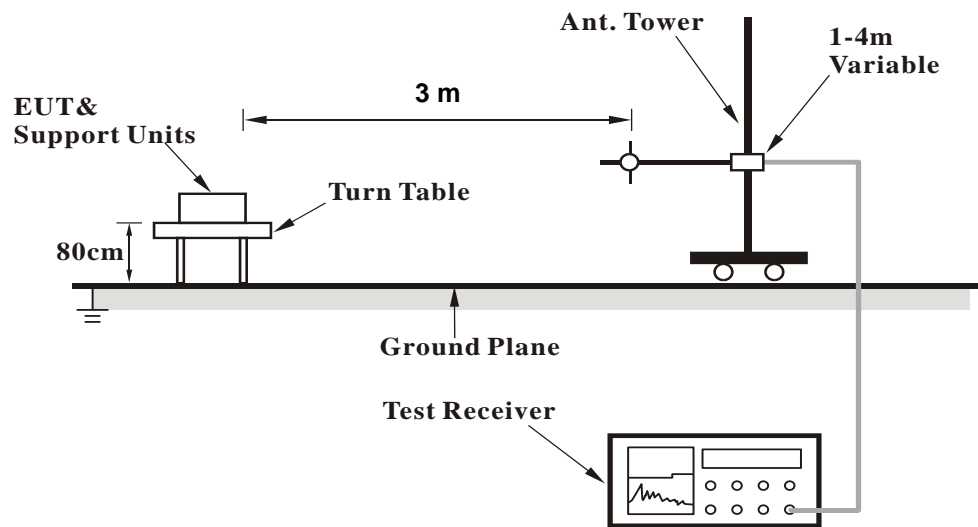 Ant. Tower
1-4m
Variable
3 m
EUT&
Support Units
Turn Table
80cm
Ground Plane
Test Receiver